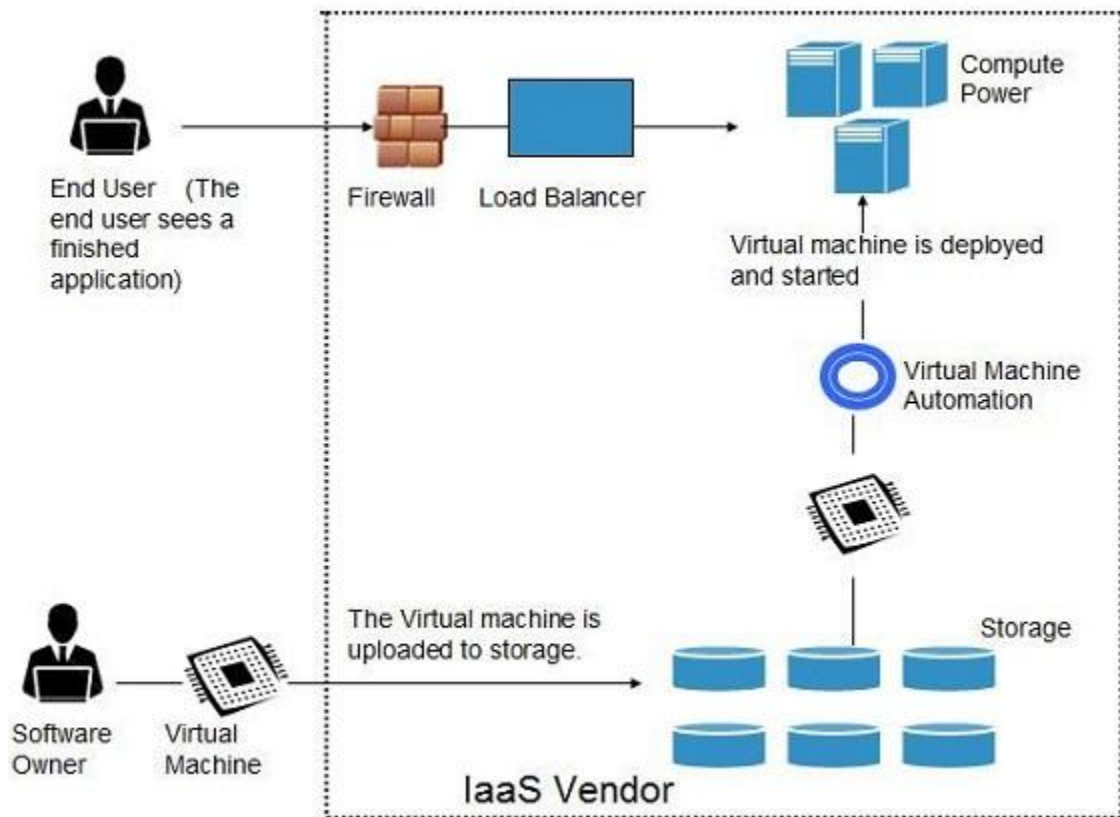 Compute
Power
End User (The
end user sees a
finished
application)
Firewall
Load Balancer
Virtual machine is deployed
and started
Virtual Machine
Automation
The Virtual machine is
uploaded to storage.
Storage
Software
Owner
Virtual
Machine
IaaS Vendor